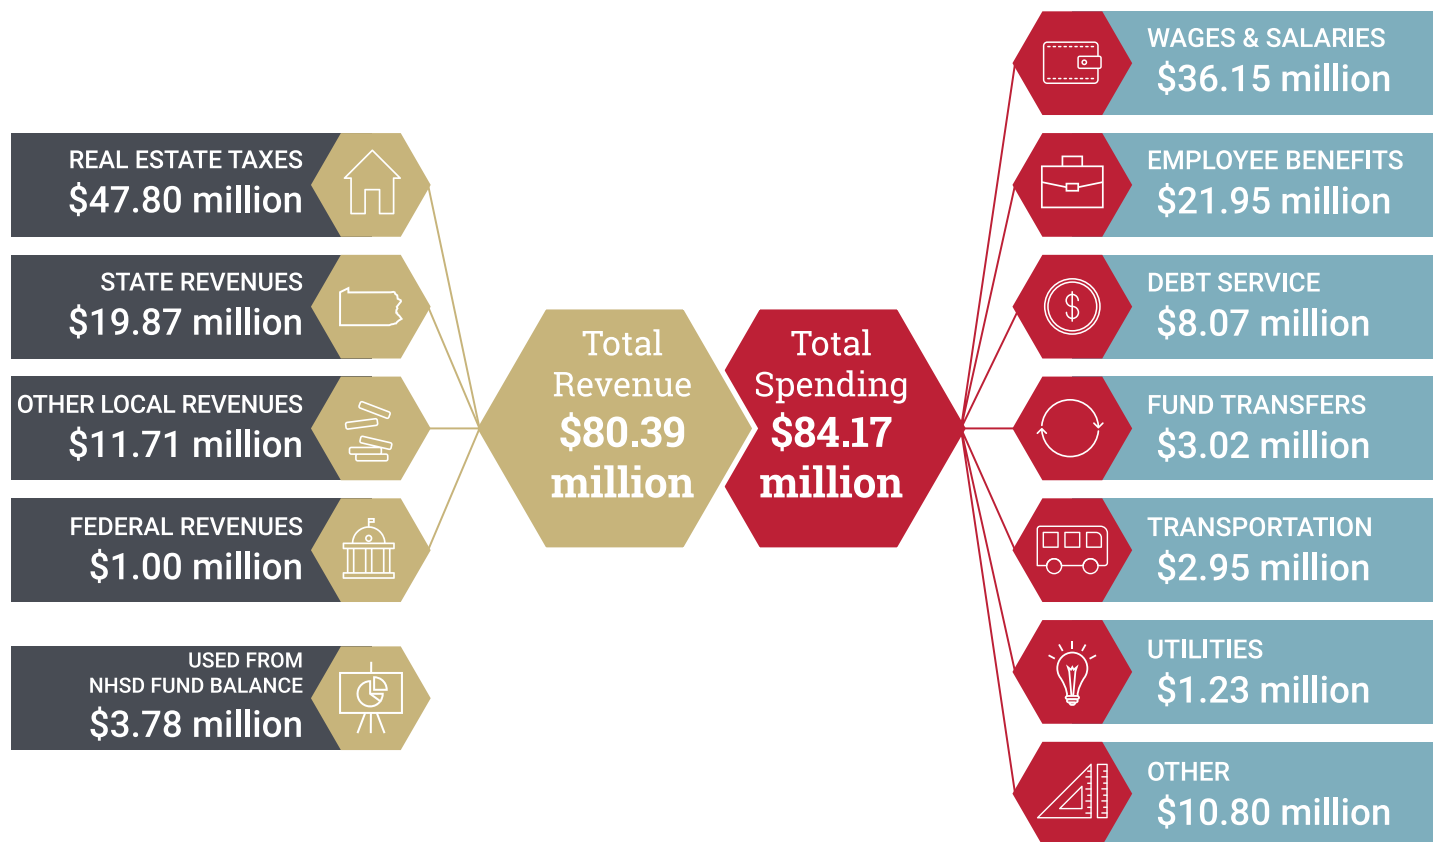 REAL ESTATE TAXES
$47.80 million
STATE REVENUES
$19.87 million
OTHER LOCAL REVENUES
$11.71 million
FEDERAL REVENUES
$1.00 million
USED FROM
NHSD FUND BALANCE
$3.78 million
Total
Revenue
$80.39
million
Total
Spending
$84.17
million
WAGES & SALARIES
$36.15 million
EMPLOYEE BENEFITS
$21.95 million
DEBT SERVICE
$8.07 million
$
FUND TRANSFERS
$3.02 million
TRANSPORTATION
$2.95 million
UTILITIES
$1.23 million
OTHER
$10.80 million